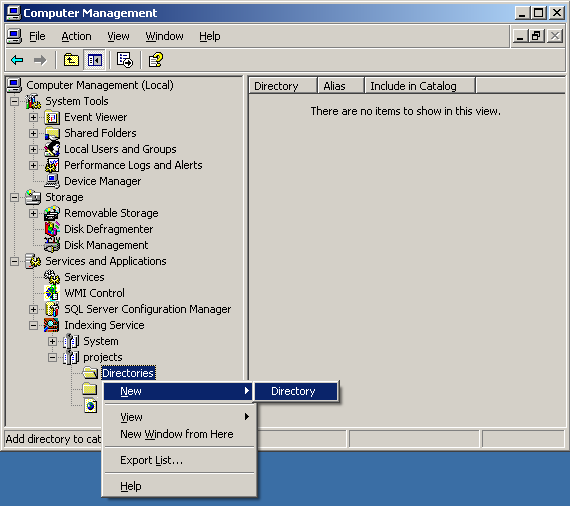 Computer Management
File Action View Window Help
Computer Management (Local)
System Tools
Event Viewer
Shared Folders
Local Users and Groups
Performance Logs and Alerts
Device Manager
Storage
Removable Storage
Disk Defragmenter
Disk Management
Services and Applications
Services
WMI Control
SQL Server Configuration Manager
Indexing Service
System
projects
Directories
Directory Alias Include in Catalog
There are no items to show in this view.
New
Directory
View
New Window from Here
Export List...
Help
Add directory to cat